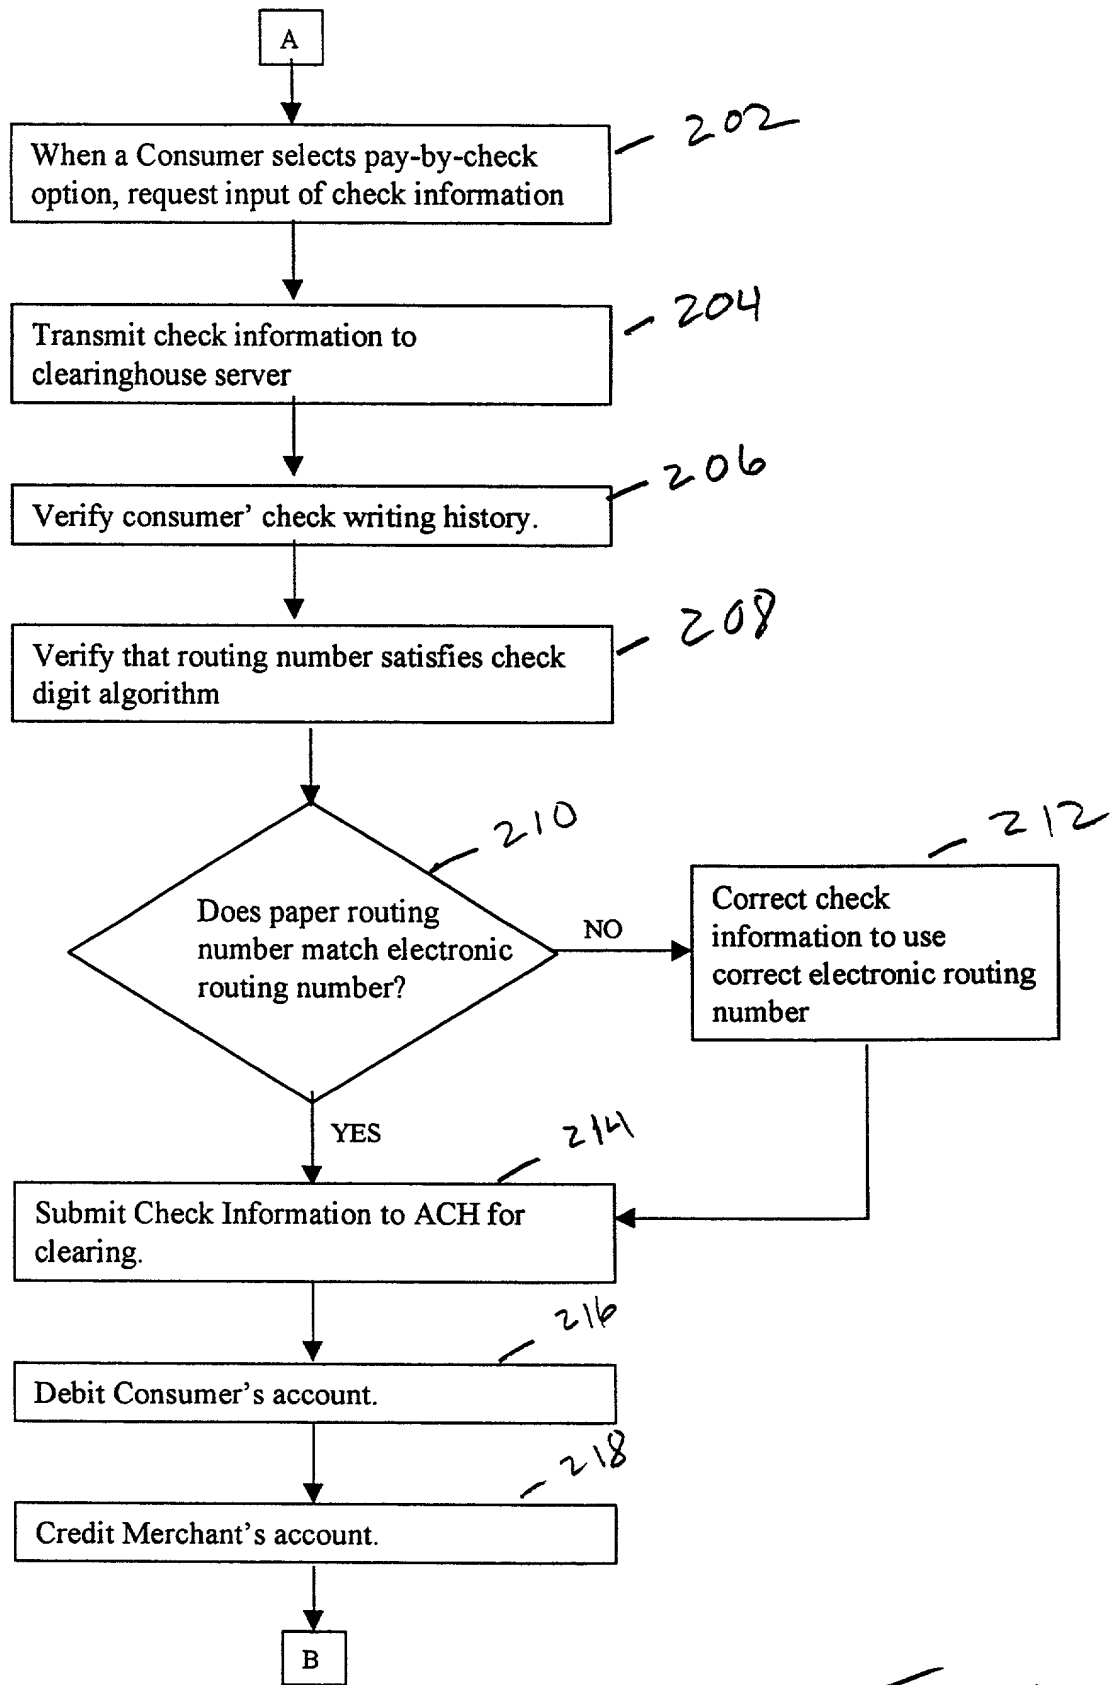 A
202
When a Consumer selects pay-by-check
option, request input of check information
204
Transmit check information to
clearinghouse server
206
Verify consumer’ check writing history.
208
Verify that routing number satisfies check
digit algorithm
210
212
Does paper routing
number match electronic
routing number?
NO
Correct check
information to use
correct electronic routing
number
YES
214
Submit Check Information to ACH for
clearing.
216
Debit Consumer’s account.
218
Credit Merchant’s account.
B